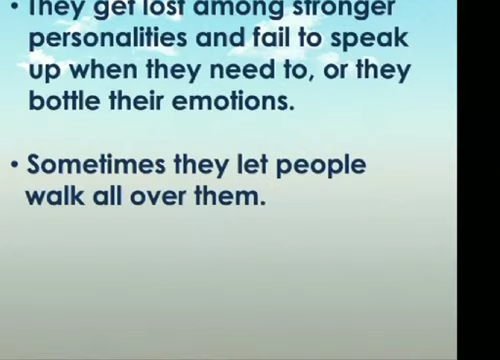 • They get lost among stronger
personalities and fail to speak
up when they need to, or they
bottle their emotions.
• Sometimes they let people
walk all over them.